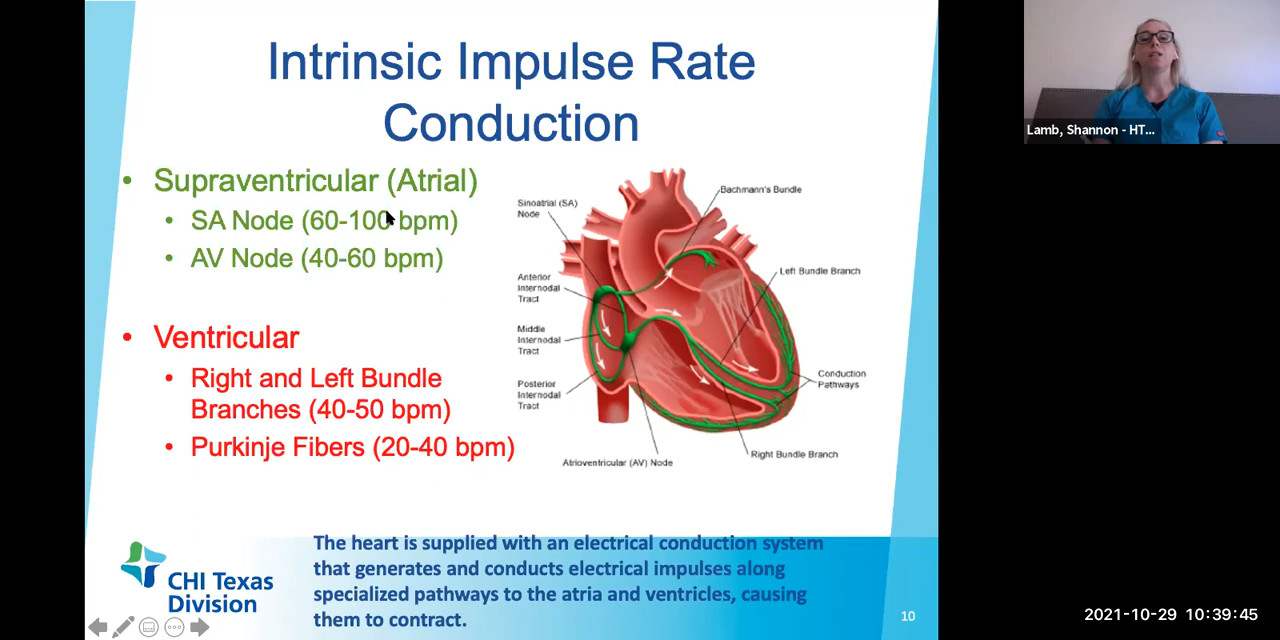 Intrinsic Impulse Rate
Conduction
• Supraventricular (Atrial)
• SA Node (60-100 bpm)
• AV Node (40-60 bpm)
• Ventricular
• Right and Left Bundle
Branches (40-50 bpm)
• Purkinje Fibers (20-40 bpm)
Sinoatrial (SA)
Node
Bachmann's Bundle
Anterior
Internodal
Tract
Left Bundle Branch
Middle
Internodal
Tract
Posterior
Internodal
Tract
Conduction
Pathways
Right Bundle Branch
Atrioventricular (AV) Node
CHI Texas
Division
The heart is supplied with an electrical conduction system
that generates and conducts electrical impulses along
specialized pathways to the atria and ventricles, causing
them to contract.
10
Lamb, Shannon - HT...
2021-10-29 10:39:45